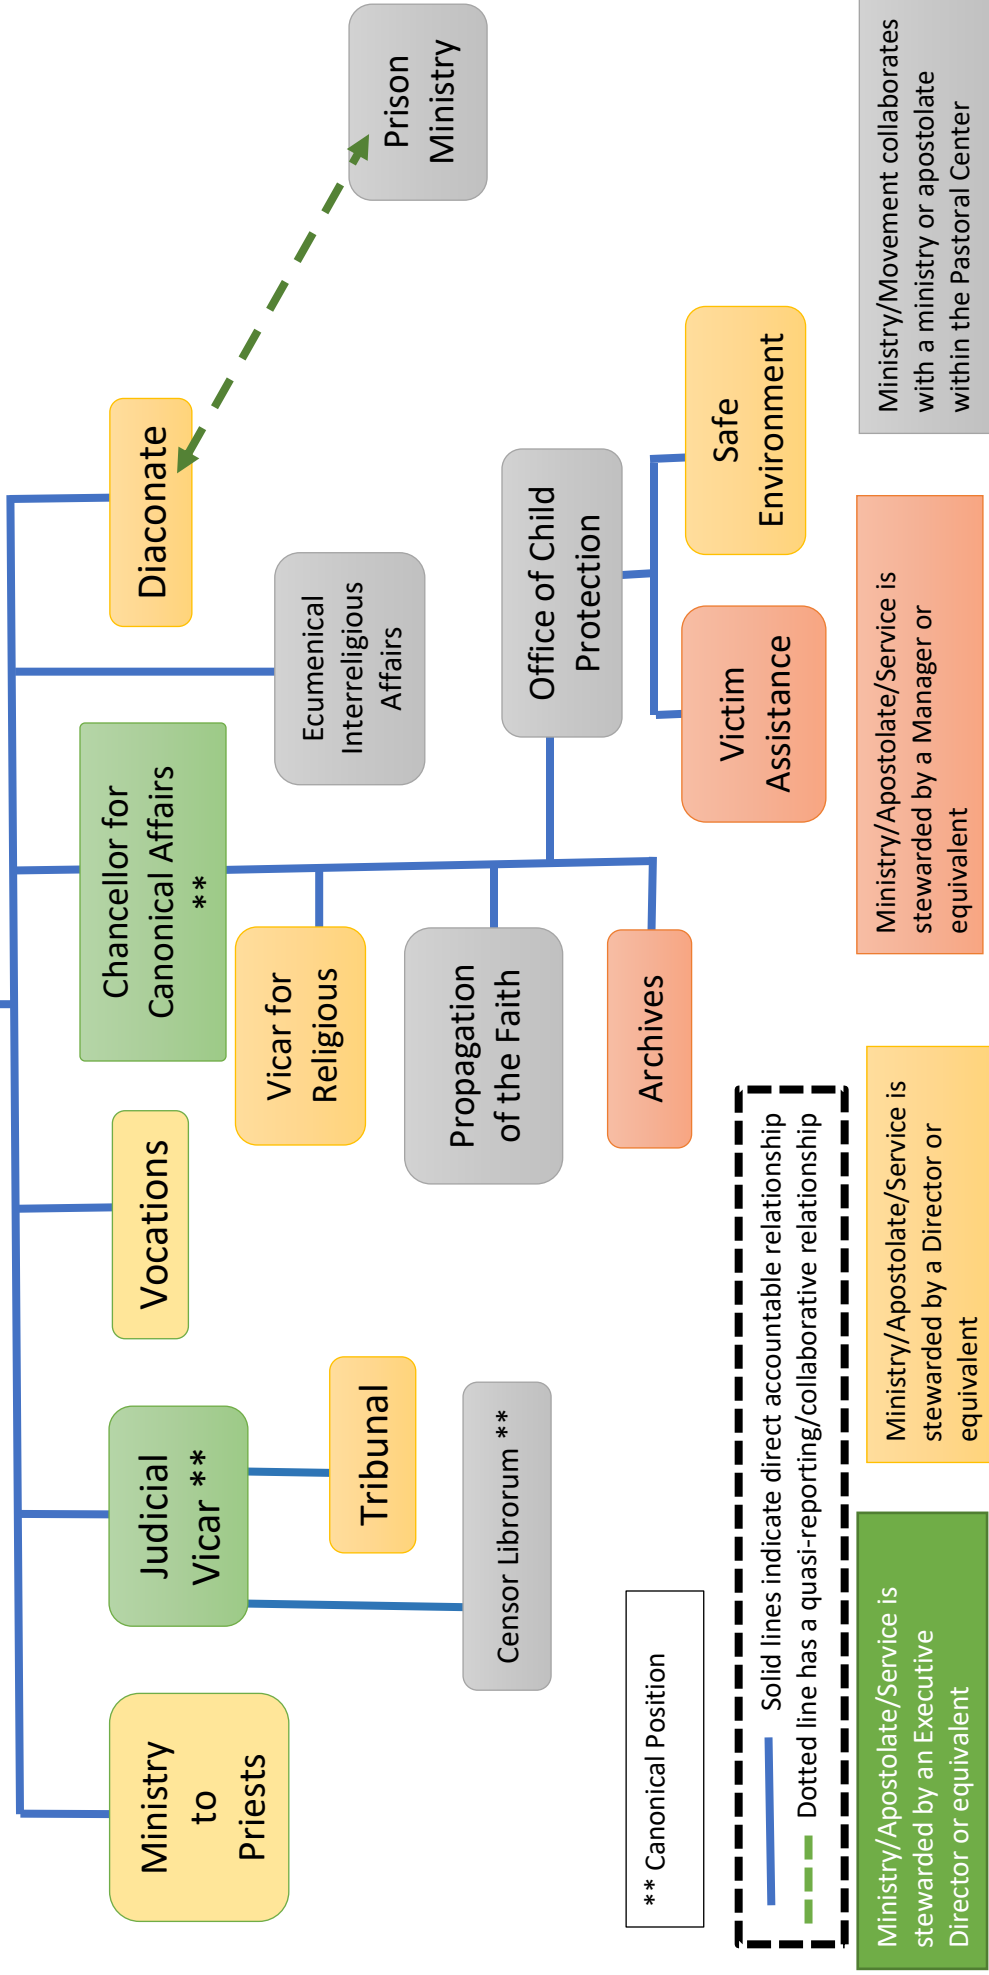 Ministry
to
Priests
Judicial
Vicar **
Vocations
Chancellor for
Canonical Affairs
**
Diaconate
Tribunal
Censor Librorum **
Vicar for
Religious
Propagation
of the Faith
Archives
Ecumenical
Interreligious
Affairs
Office of Child
Protection
Victim
Assistance
Safe
Environment
Prison
Ministry
** Canonical Position
Solid lines indicate direct accountable relationship
Dotted line has a quasi-reporting/collaborative relationship
Ministry/Apostolate/Service is
stewarded by an Executive
Director or equivalent
Ministry/Apostolate/Service is
stewarded by a Director or
equivalent
Ministry/Apostolate/Service is
stewarded by a Manager or
equivalent
Ministry/Movement collaborates
with a ministry or apostolate
within the Pastoral Center